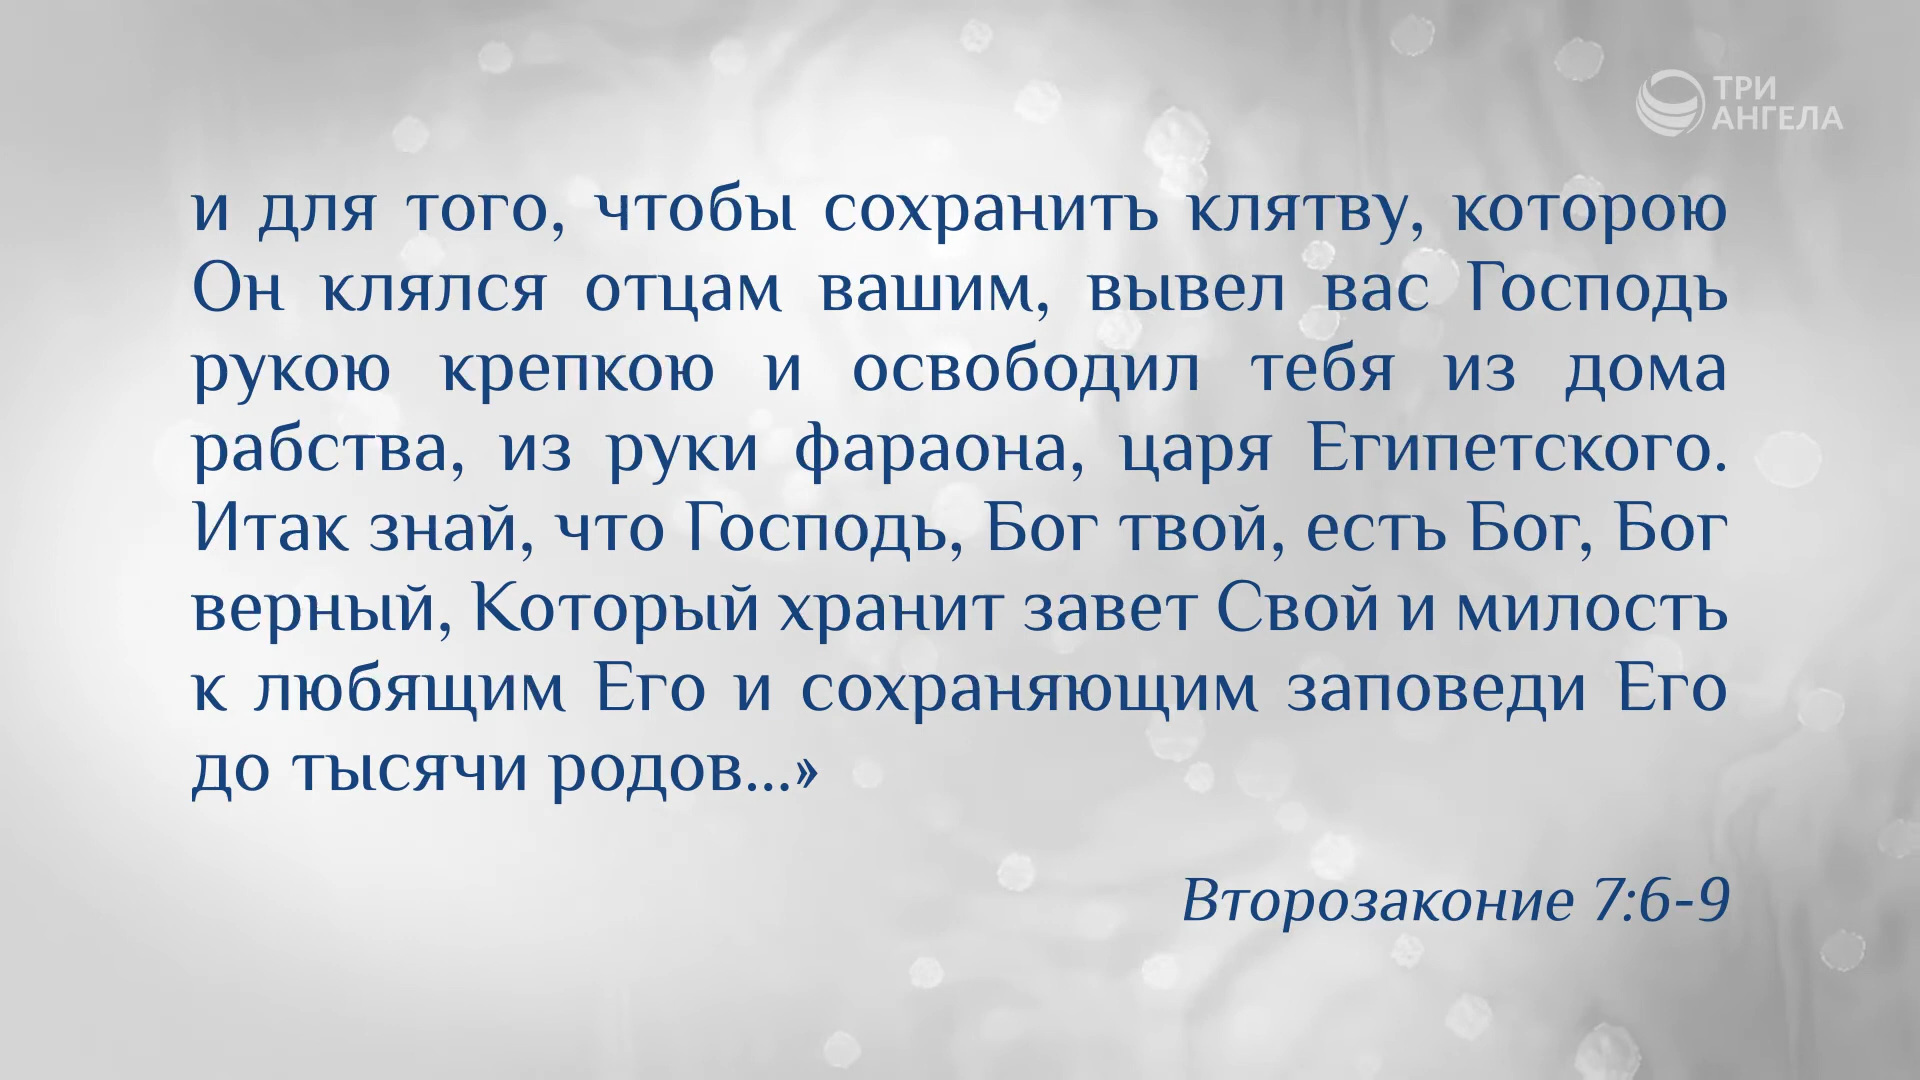 ТРИ
АНГЕЛА
и для того, чтобы сохранить клятву, которою
Он клялся отцам вашим, вывел вас Господь
рукою крепкою и освободил тебя из дома
рабства, из руки фараона, царя Египетского.
Итак знай, что Господь, Бог твой, есть Бог, Бог
верный, Который хранит завет Свой и милость
к любящим Его и сохраняющим заповеди Его
до тысячи родов...»
Второзаконие 7:6-9